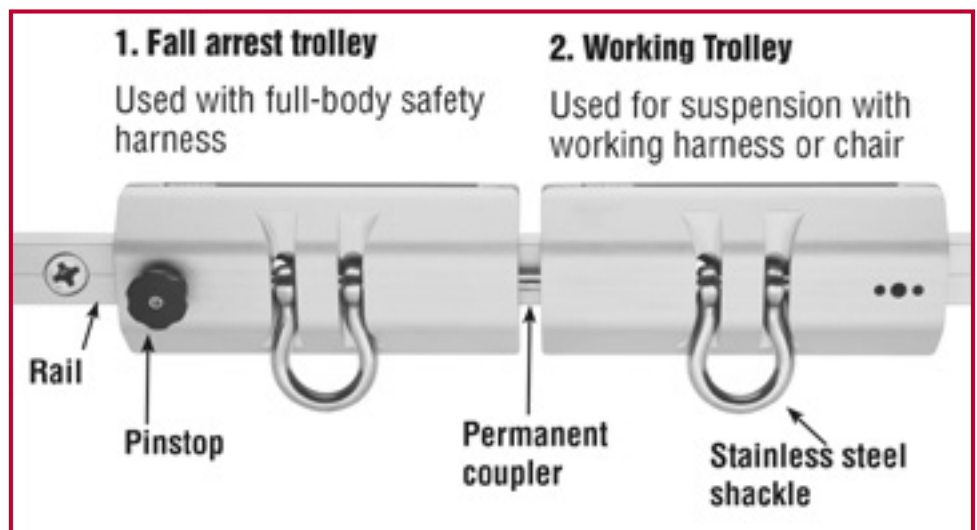 1. Fall arrest trolley
Used with full-body safety
harness
2. Working Trolley
Used for suspension with
working harness or chair
Rail
Pinstop
Permanent
coupler
Stainless steel
shackle